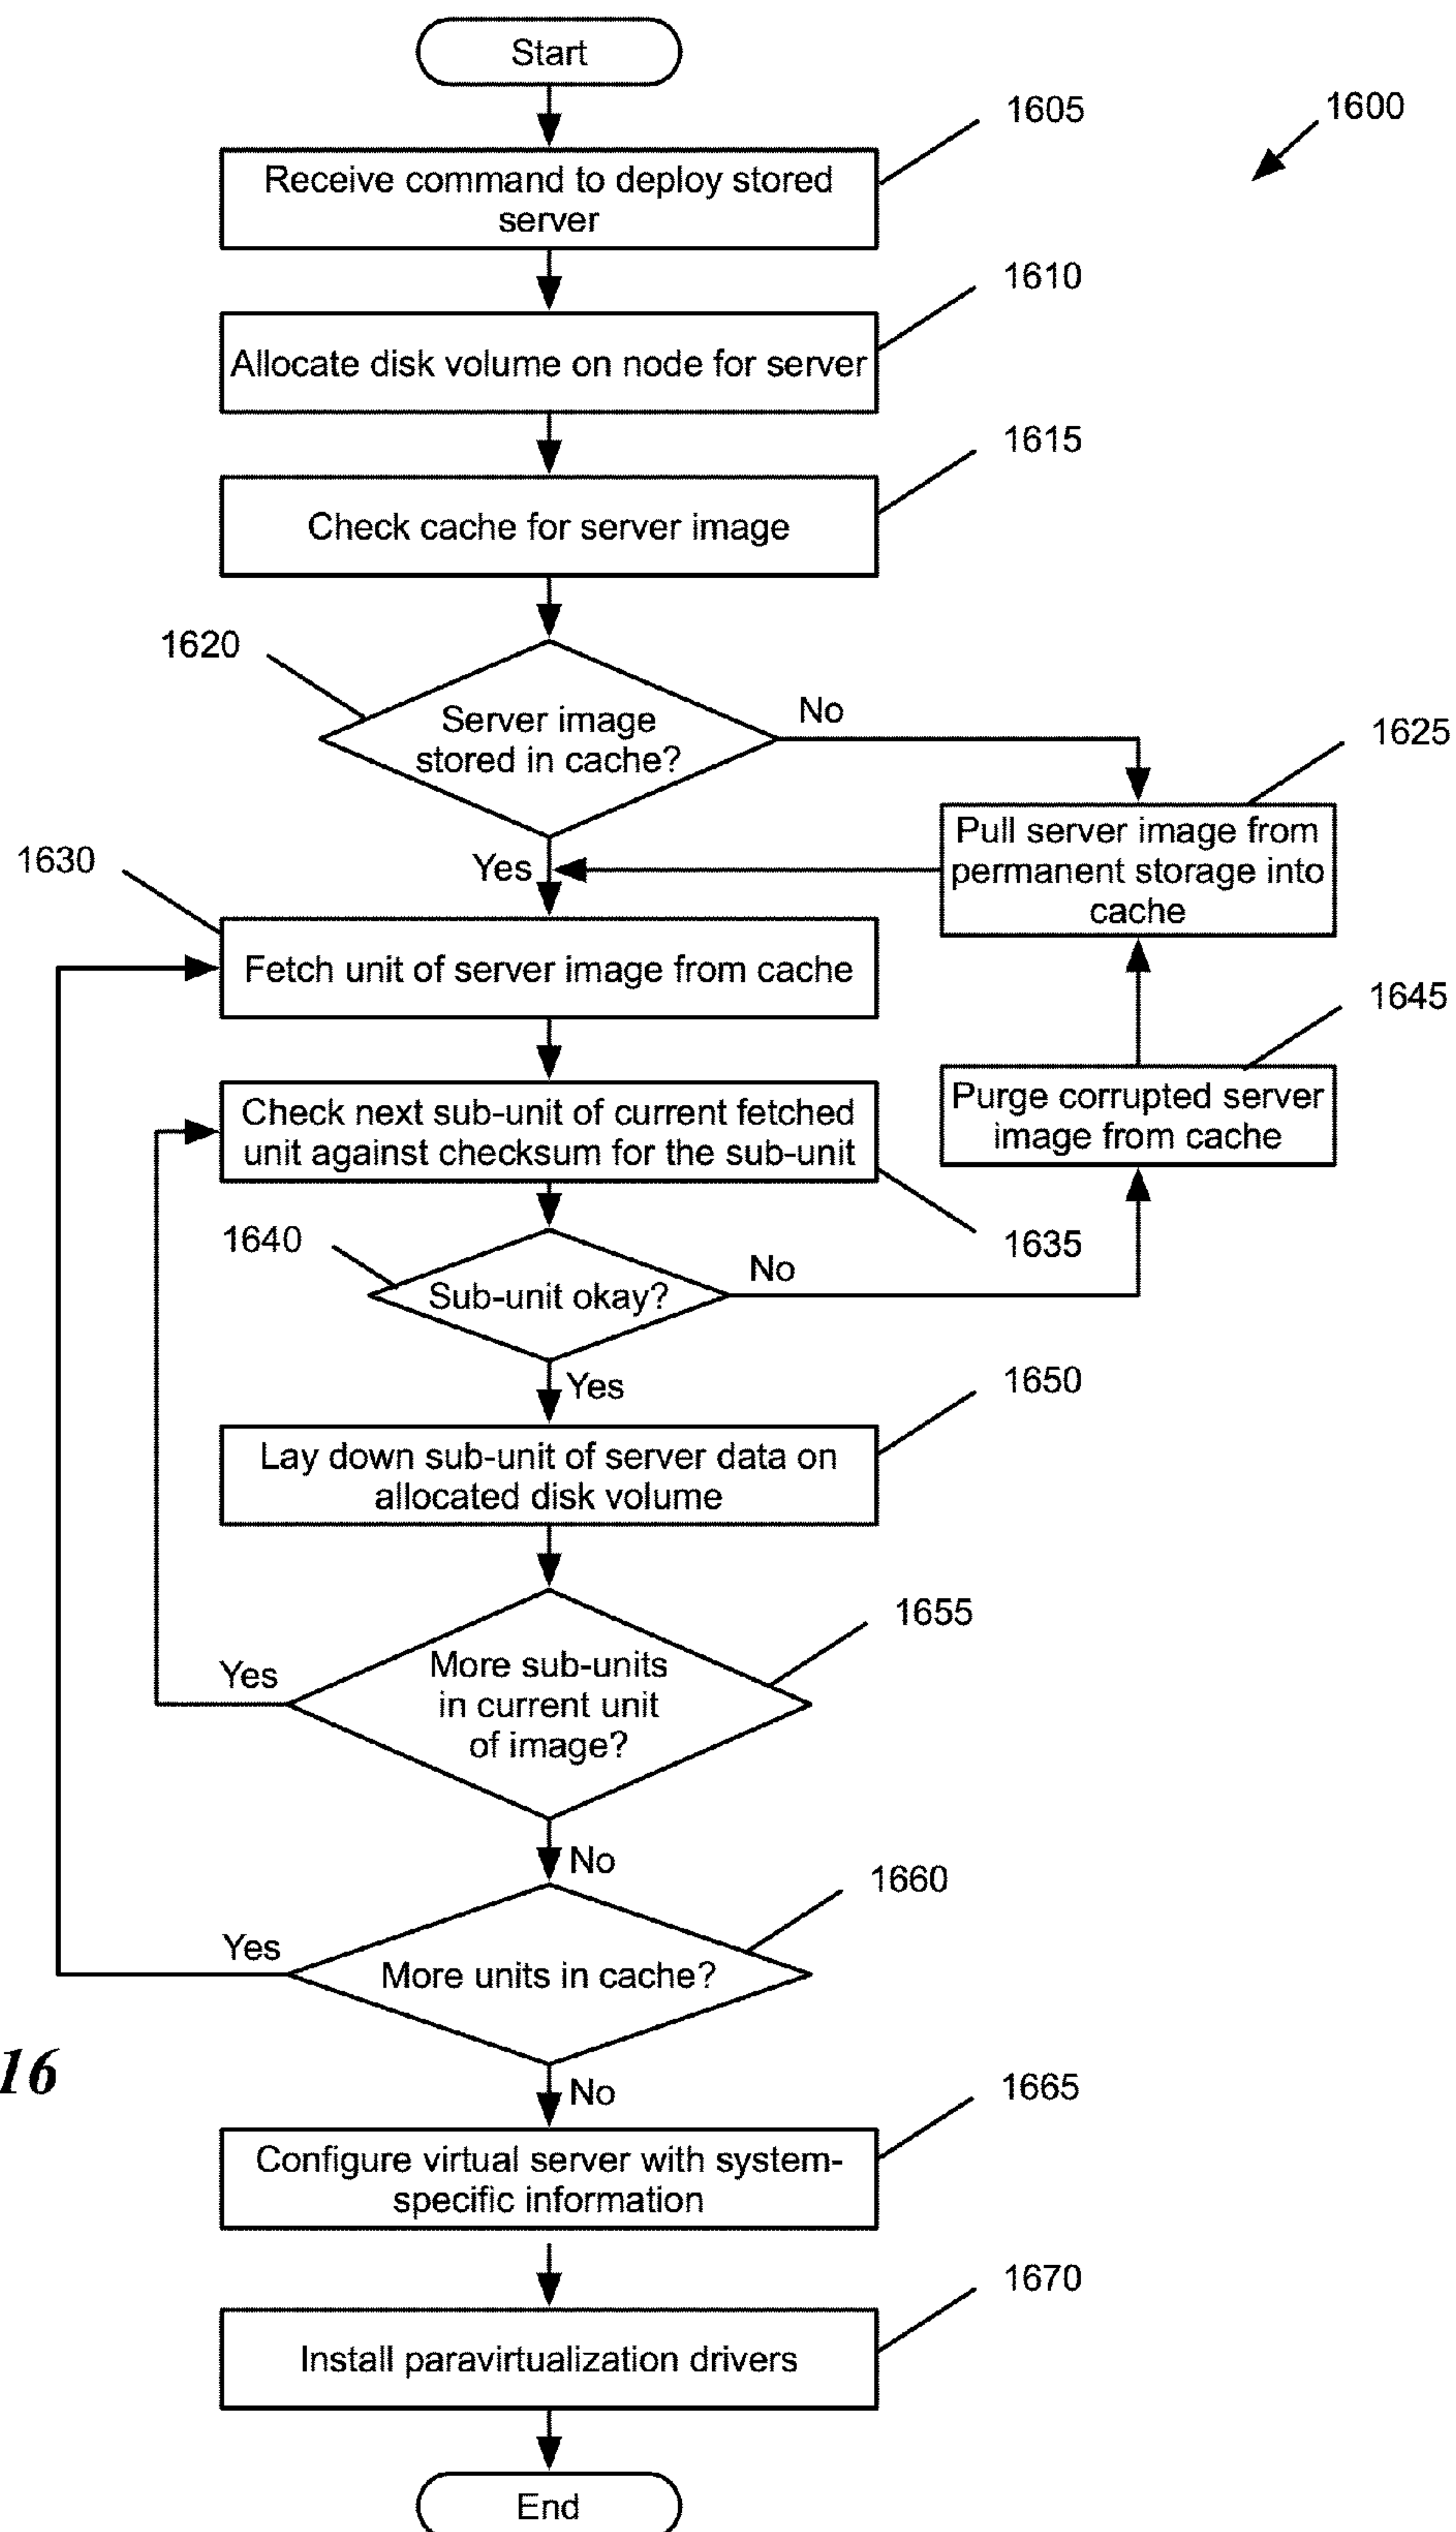 Start
1605
1600
Receive command to deploy stored
server
1610
Allocate disk volume on node for server
1615
Check cache for server image
1620
Server image
stored in cache?
No
1625
Pull server image from
permanent storage into
cache
Yes
1630
Fetch unit of server image from cache
1645
Purge corrupted server
image from cache
Check next sub-unit of current fetched
unit against checksum for the sub-unit
1635
1640
Sub-unit okay?
No
Yes
1650
Lay down sub-unit of server data on
allocated disk volume
1655
More sub-units
in current unit
of image?
Yes
No
1660
More units in cache?
Yes
16
No
1665
Configure virtual server with system-
specific information
1670
Install paravirtualization drivers
End